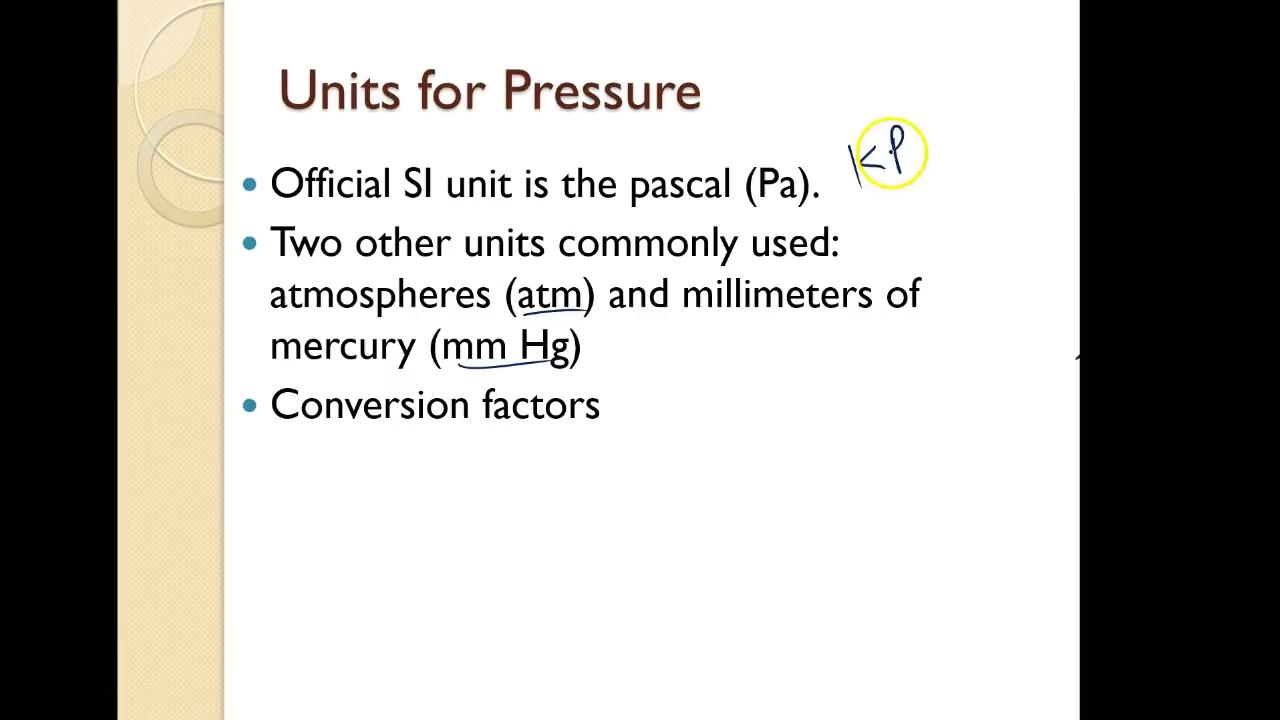 Units for Pressure
KP
• Official SI unit is the pascal (Pa).
• Two other units commonly used:
atmospheres (atm) and millimeters of
mercury (mm Hg)
• Conversion factors